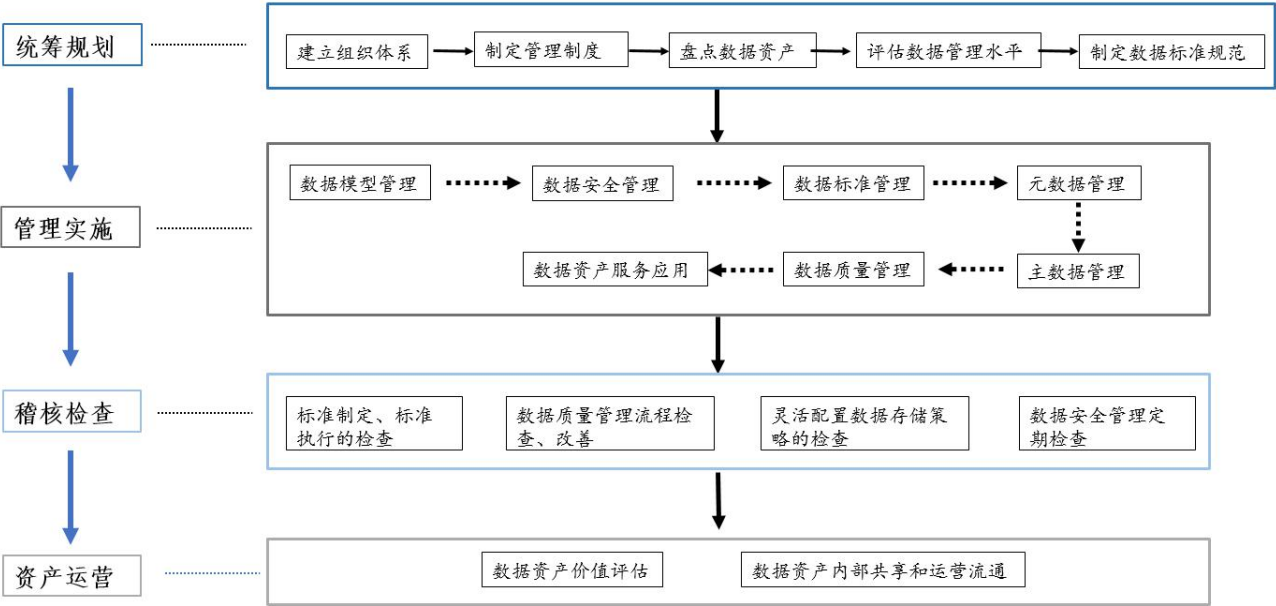 统筹规划
建立组织体系
制定管理制度
盘点数据资产
评估数据管理水平
制定数据标准规范
管理实施
数据模型管理
数据安全管理
数据标准管理
元数据管理
数据资产服务应用
数据质量管理
主数据管理
稽核检查
标准制定、标准
执行的检查
数据质量管理流程检
查、改善
灵活配置数据存储策
略的检查
数据安全管理定
期检查
资产运营
数据资产价值评估
数据资产内部共享和运营流通